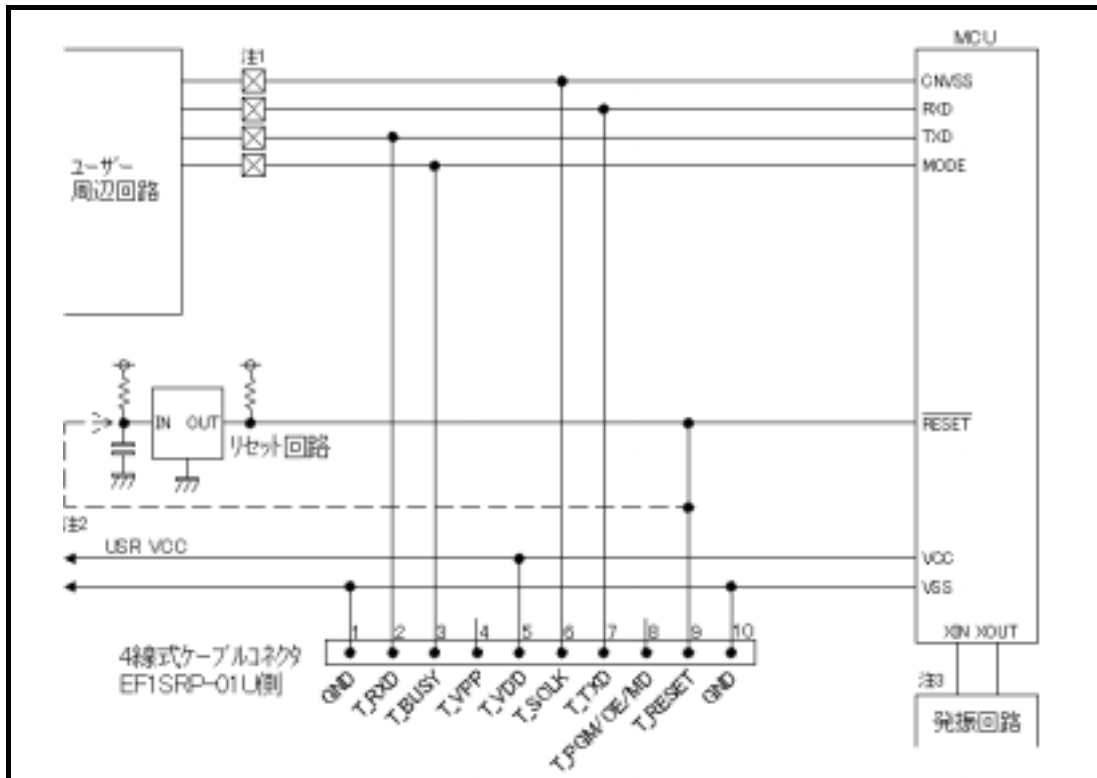 MCU
注1
CNVSS
RXD
TXD
MODE
ユーザー
周辺回路
IN OUT
リセット回路
RESET
注2
USR VCC
VCC
VSS
XIN XOUT
1 2 3 4 5 6 7 8 9 10
4線式ケーブルコネクタ
EF1SRP-01U側
GND
T_RXD
T_BUSY
T_VPP
T_VDD
T_SCLK
T_TXD
T_PGM/OE/MD
T_RESET
GND
注3
発振回路